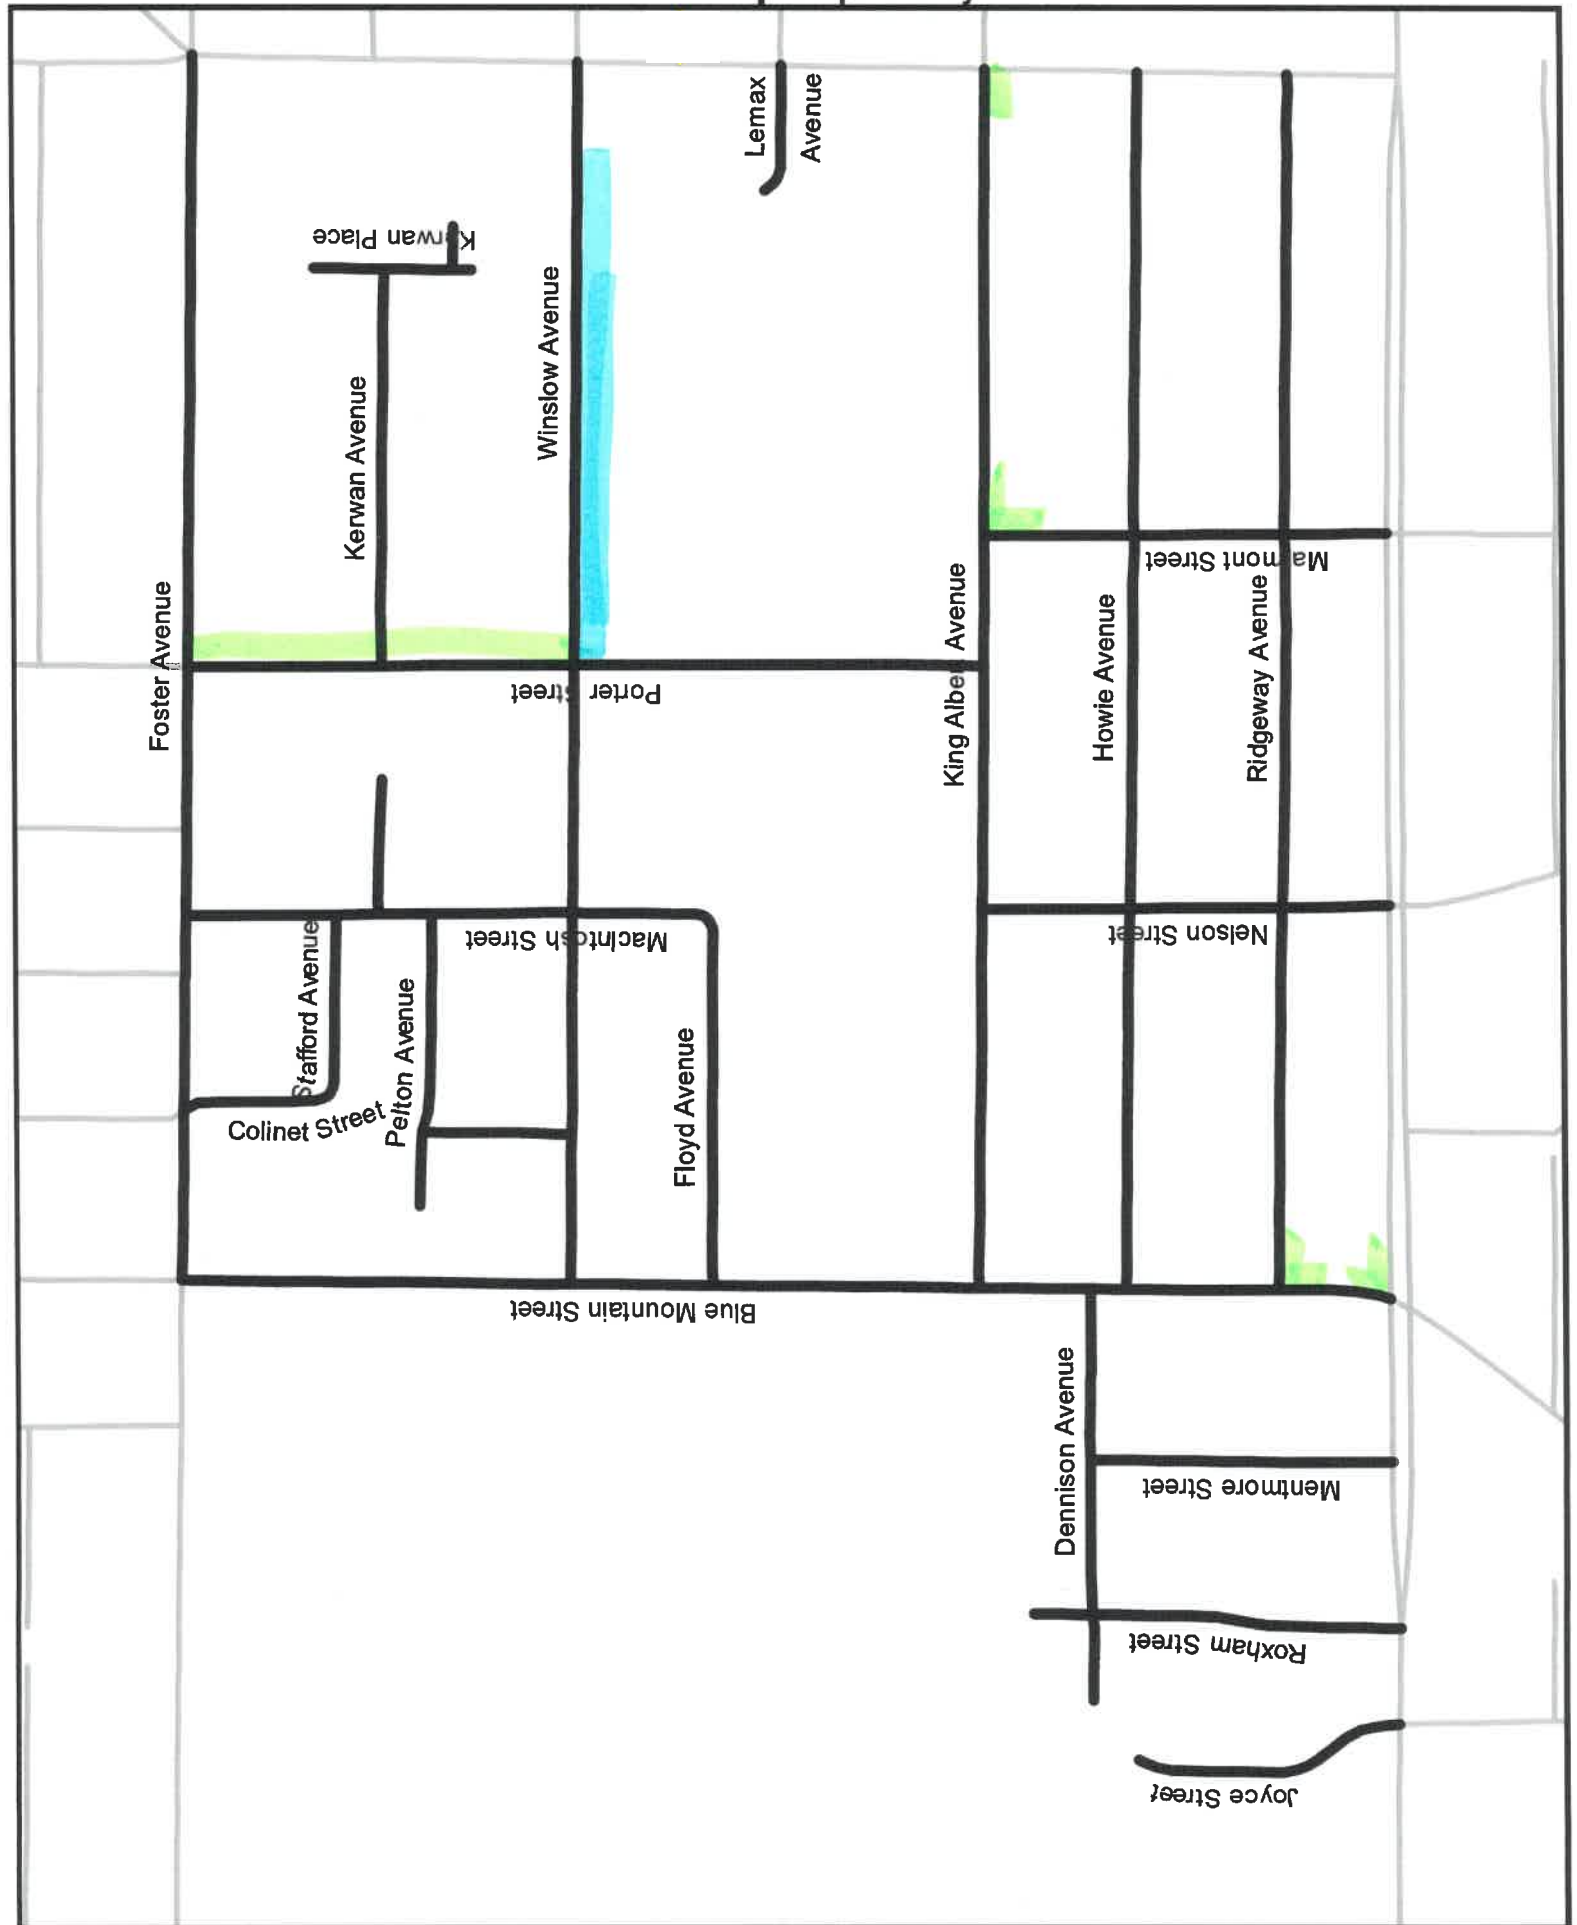 Lemax
Avenue
Kerwan Place
Winslow Avenue
Kerwan Avenue
Marmont Street
Foster Avenue
King Albert Avenue
Howie Avenue
Ridgeway Avenue
Porter Street
Stafford Avenue
MacIntosh Street
Nelson Street
Pelton Avenue
Colinet Street
Floyd Avenue
Blue Mountain Street
Dennison Avenue
Mentmore Street
Roxham Street
Joyce Street